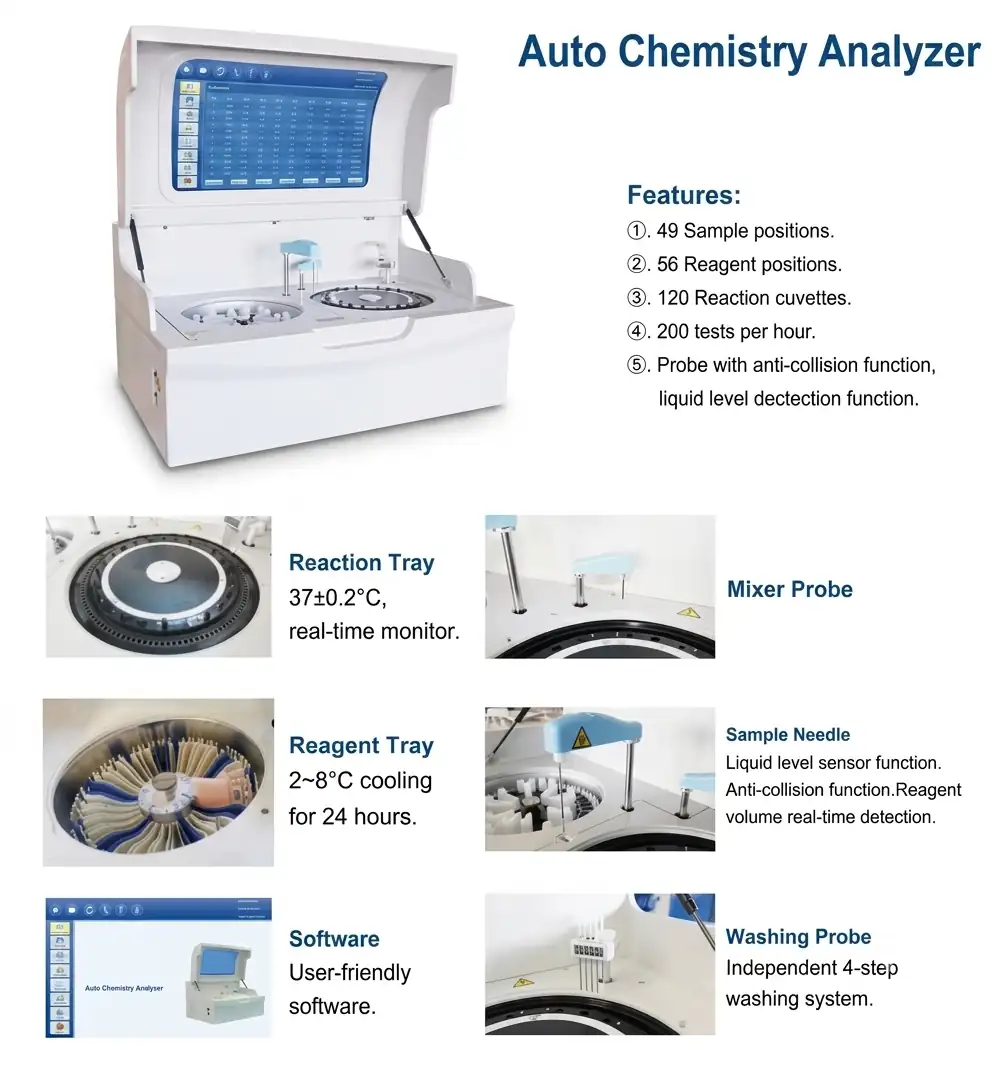 Auto Chemistry Analyzer
Features:
①. 49 Sample positions.
②. 56 Reagent positions.
③. 120 Reaction cuvettes.
④. 200 tests per hour.
⑤. Probe with anti-collision function,
liquid level dectection function.
Reaction Tray
37±0.2°C,
real-time monitor.
Mixer Probe
Reagent Tray
2~8°C cooling
for 24 hours.
Sample Needle
Liquid level sensor function.
Anti-collision function.Reagent
volume real-time detection.
Auto Chemistry Analyser
Software
User-friendly
software.
Washing Probe
Independent 4-step
washing system.